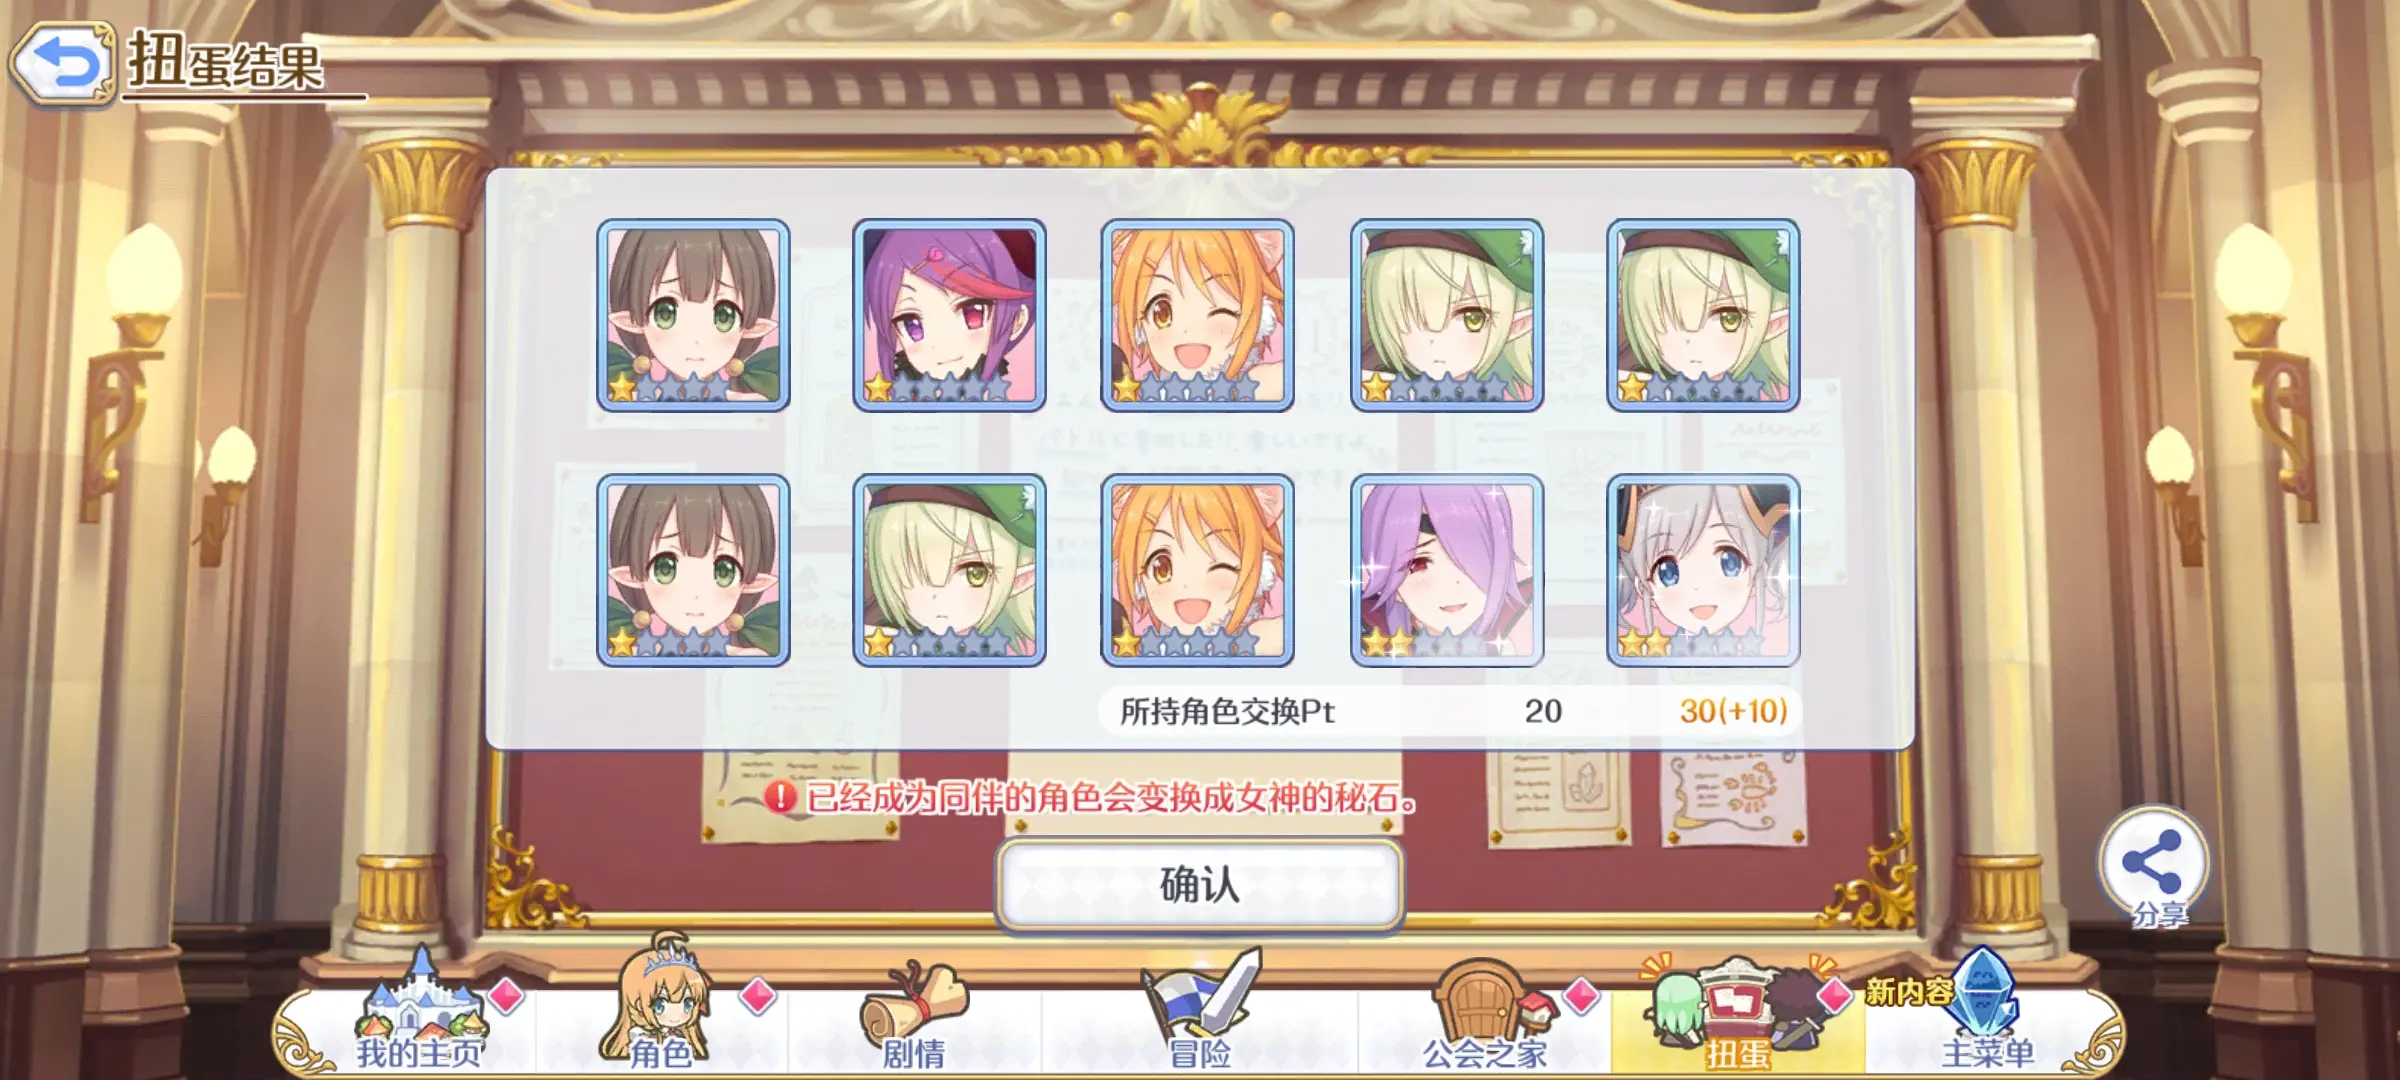 扭蛋结果
所持角色交换Pt 20 30(+10)
已经成为同伴的角色会变换成女神的秘石。
确认
分享
新内容
我的主页 角色 剧情 冒险 公会之家 扭蛋 主菜单